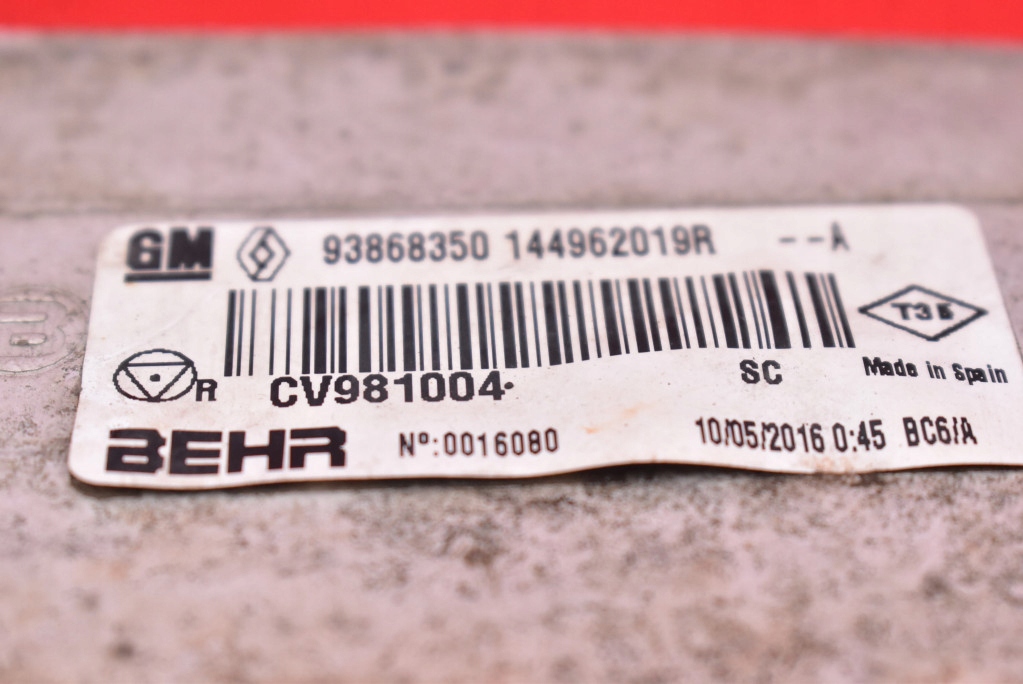 GM 93868350 144962019R --A
T35
R CV981004 SC Made in Spain
BEHR Nº:0016080 10/05/2016 0:45 BC6/A